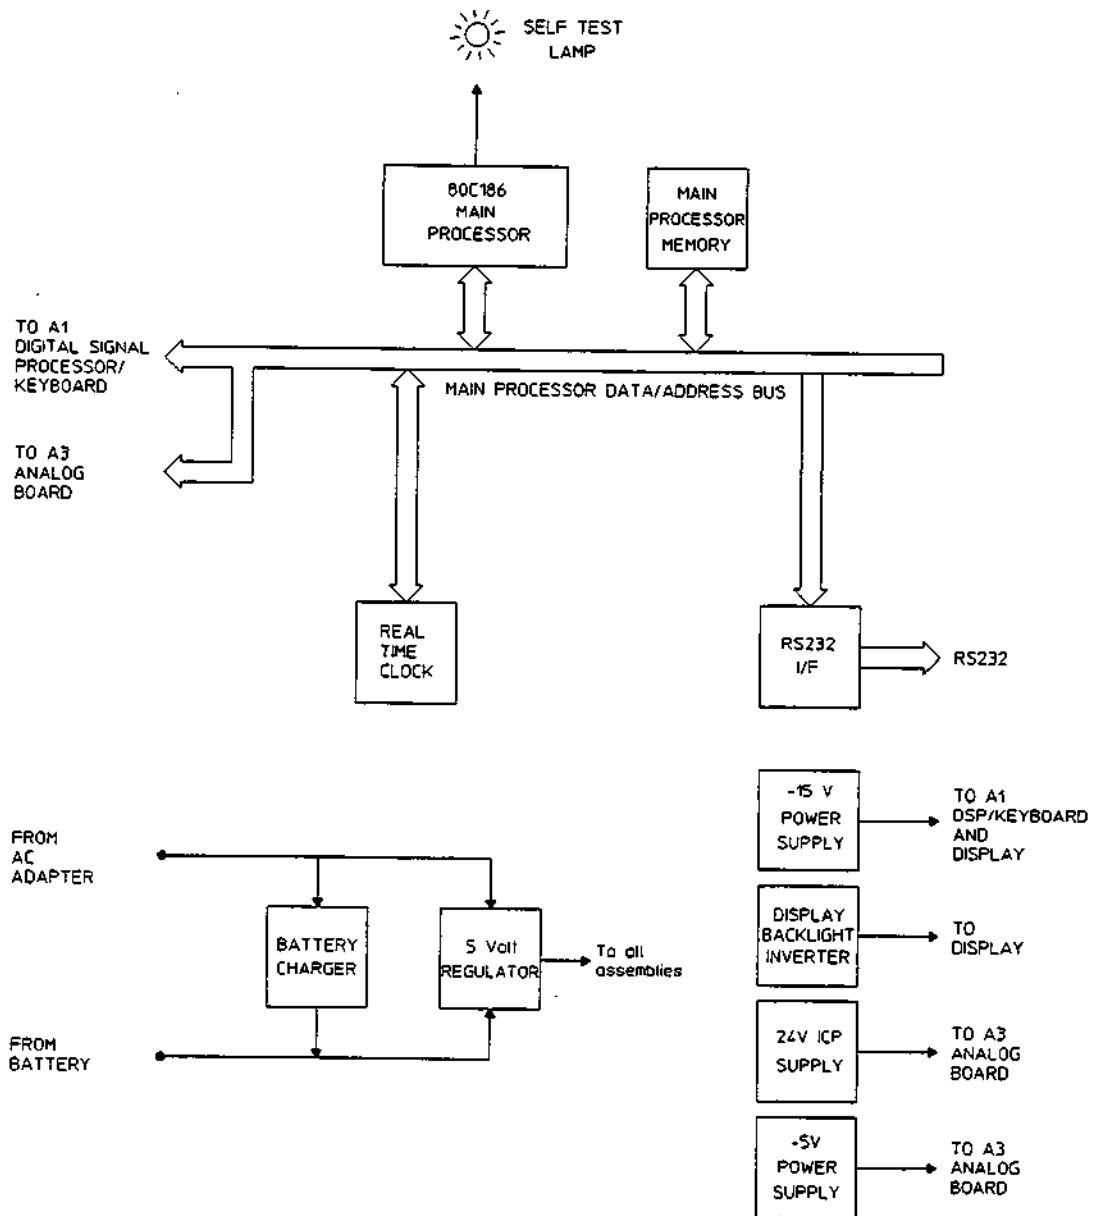 SELF TEST
LAMP
80C186
MAIN
PROCESSOR
MAIN
PROCESSOR
MEMORY
TO A1
DIGITAL SIGNAL
PROCESSOR/
KEYBOARD
MAIN PROCESSOR DATA/ADDRESS BUS
TO A3
ANALOG
BOARD
REAL
TIME
CLOCK
RS232
I/F
RS232
-15 V
POWER
SUPPLY
TO A1
DSP/KEYBOARD
AND
DISPLAY
FROM
AC
ADAPTER
BATTERY
CHARGER
5 Volt
REGULATOR
To all
assemblies
DISPLAY
BACKLIGHT
INVERTER
TO
DISPLAY
FROM
BATTERY
24V ICP
SUPPLY
TO A3
ANALOG
BOARD
-5V
POWER
SUPPLY
TO A3
ANALOG
BOARD